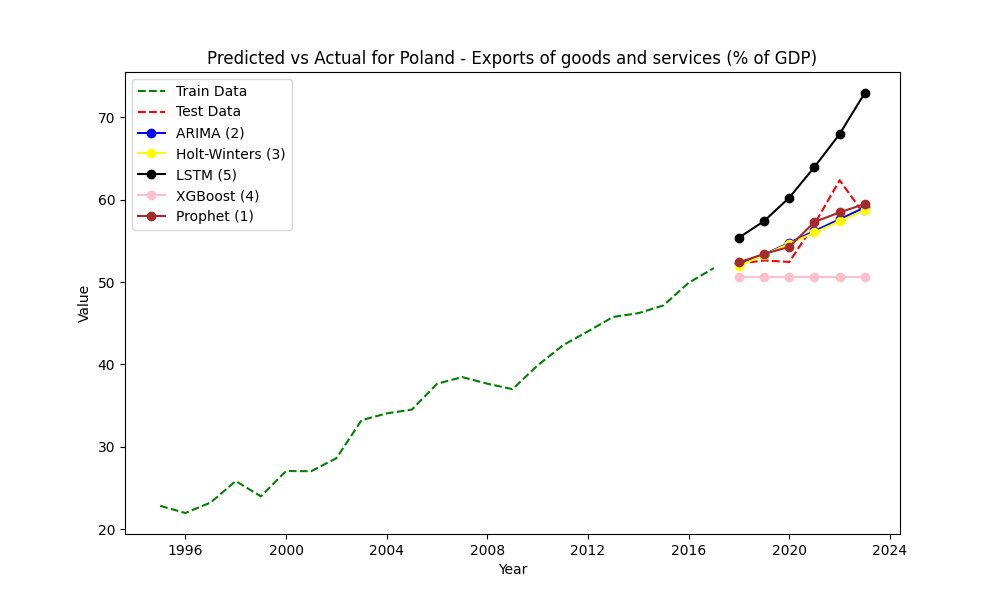 Predicted vs Actual for Poland - Exports of goods and services (% of GDP)
Train Data
Test Data
ARIMA (2)
Holt-Winters (3)
LSTM (5)
XGBoost (4)
Prophet (1)
Value
70
60
50
40
30
20
1996 2000 2004 2008 2012 2016 2020 2024
Year